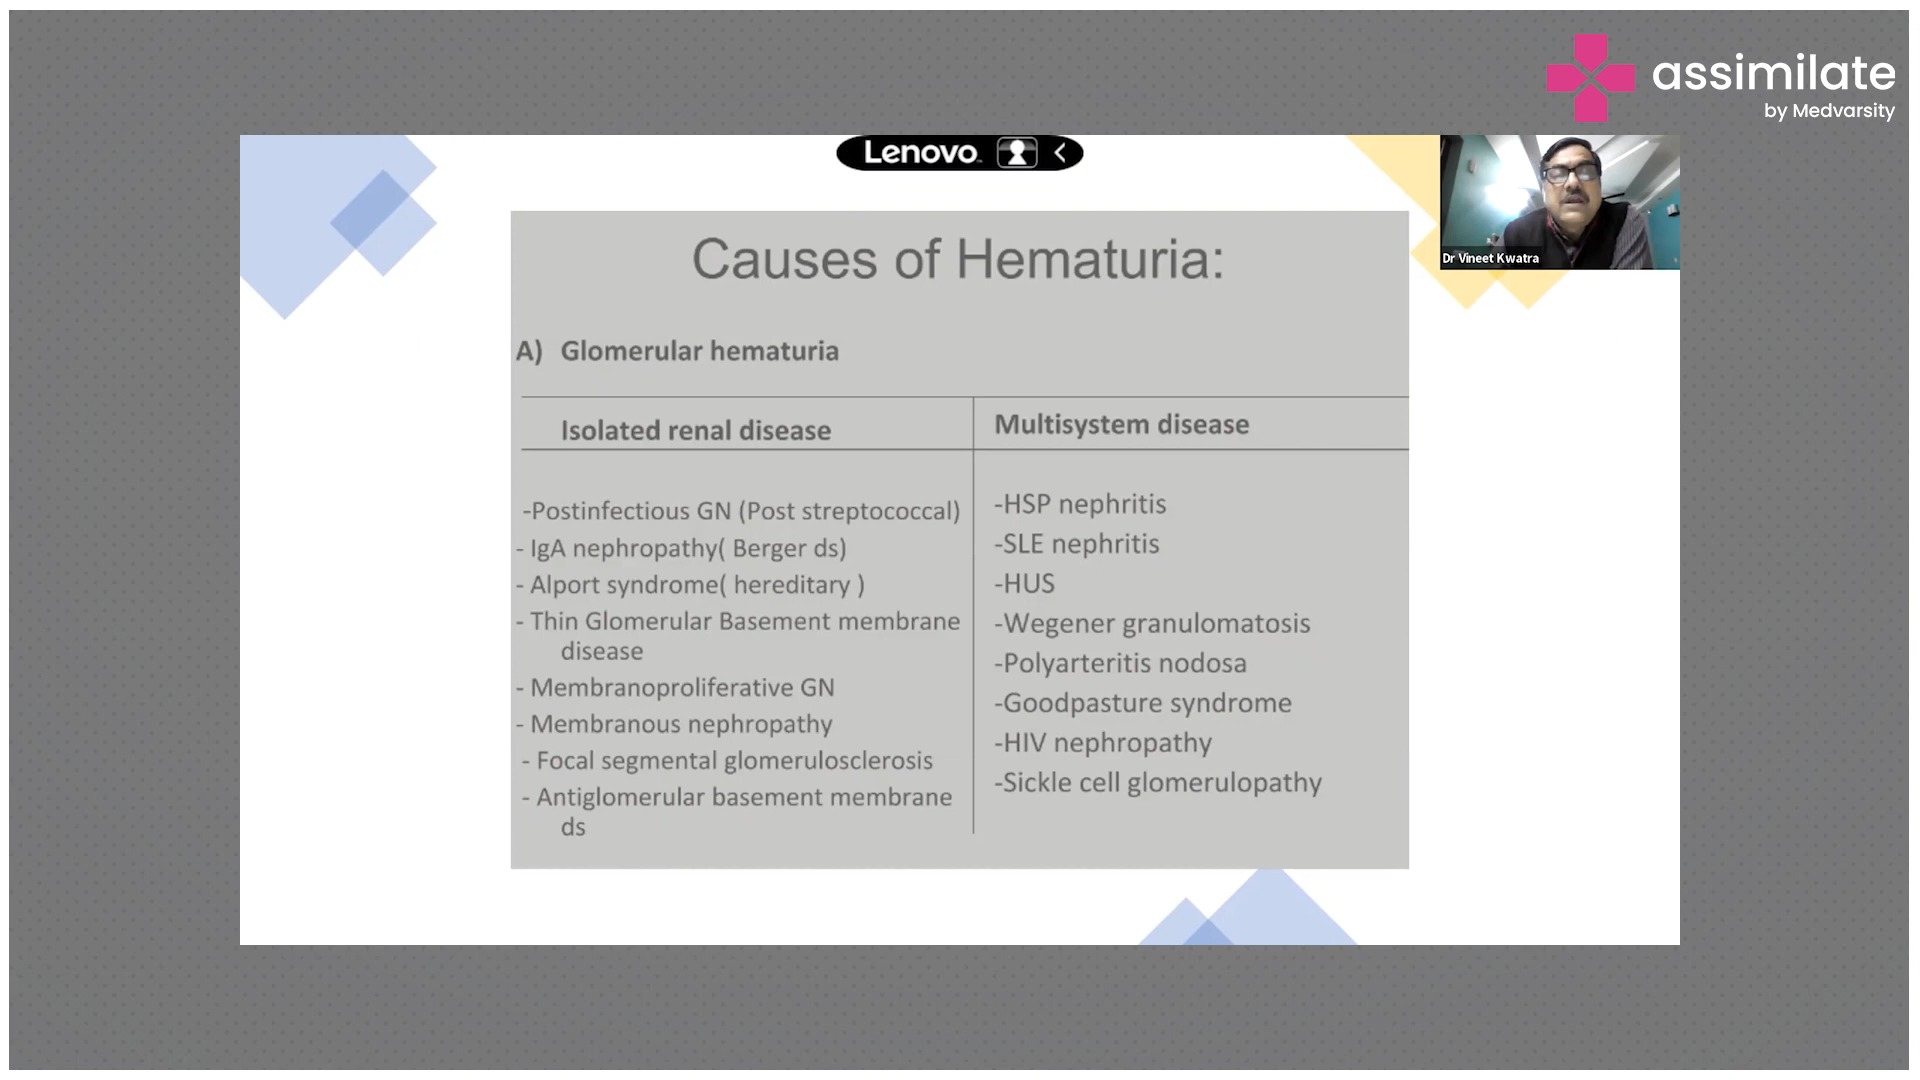 assimilate
by Medvarsity
Lenovo
Dr Vineet Kwatra
Causes of Hematuria:
A) Glomerular hematuria
Isolated renal disease
-Postinfectious GN (Post streptococcal)
- IgA nephropathy( Berger ds)
- Alport syndrome( hereditary )
- Thin Glomerular Basement membrane
disease
- Membranoproliferative GN
- Membranous nephropathy
- Focal segmental glomerulosclerosis
- Antiglomerular basement membrane
ds
Multisystem disease
-HSP nephritis
-SLE nephritis
-HUS
-Wegener granulomatosis
-Polyarteritis nodosa
-Goodpasture syndrome
-HIV nephropathy
-Sickle cell glomerulopathy